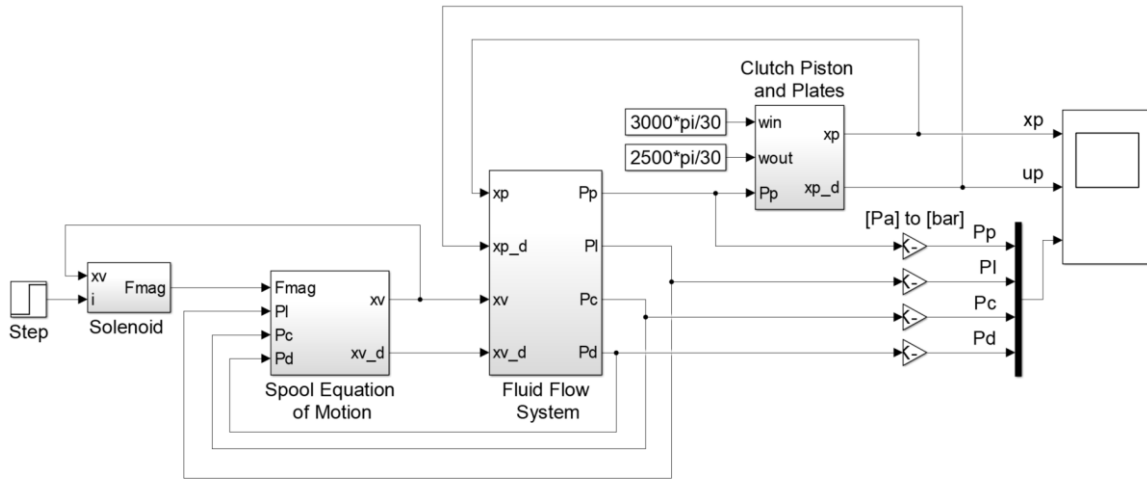 Clutch Piston
and Plates
3000*pi/30
win
xp
2500*pi/30
wout
Pp
xp_d
xp
up
xp
Pp
xp_d
Pl
xv
Pc
xv_d
Pd
Fluid Flow
System
[Pa] to [bar]
Pp
Pl
Pc
Pd
Step
xv
i
Fmag
Solenoid
Fmag
Pl
Pc
Pd
xv
xv_d
Spool Equation
of Motion